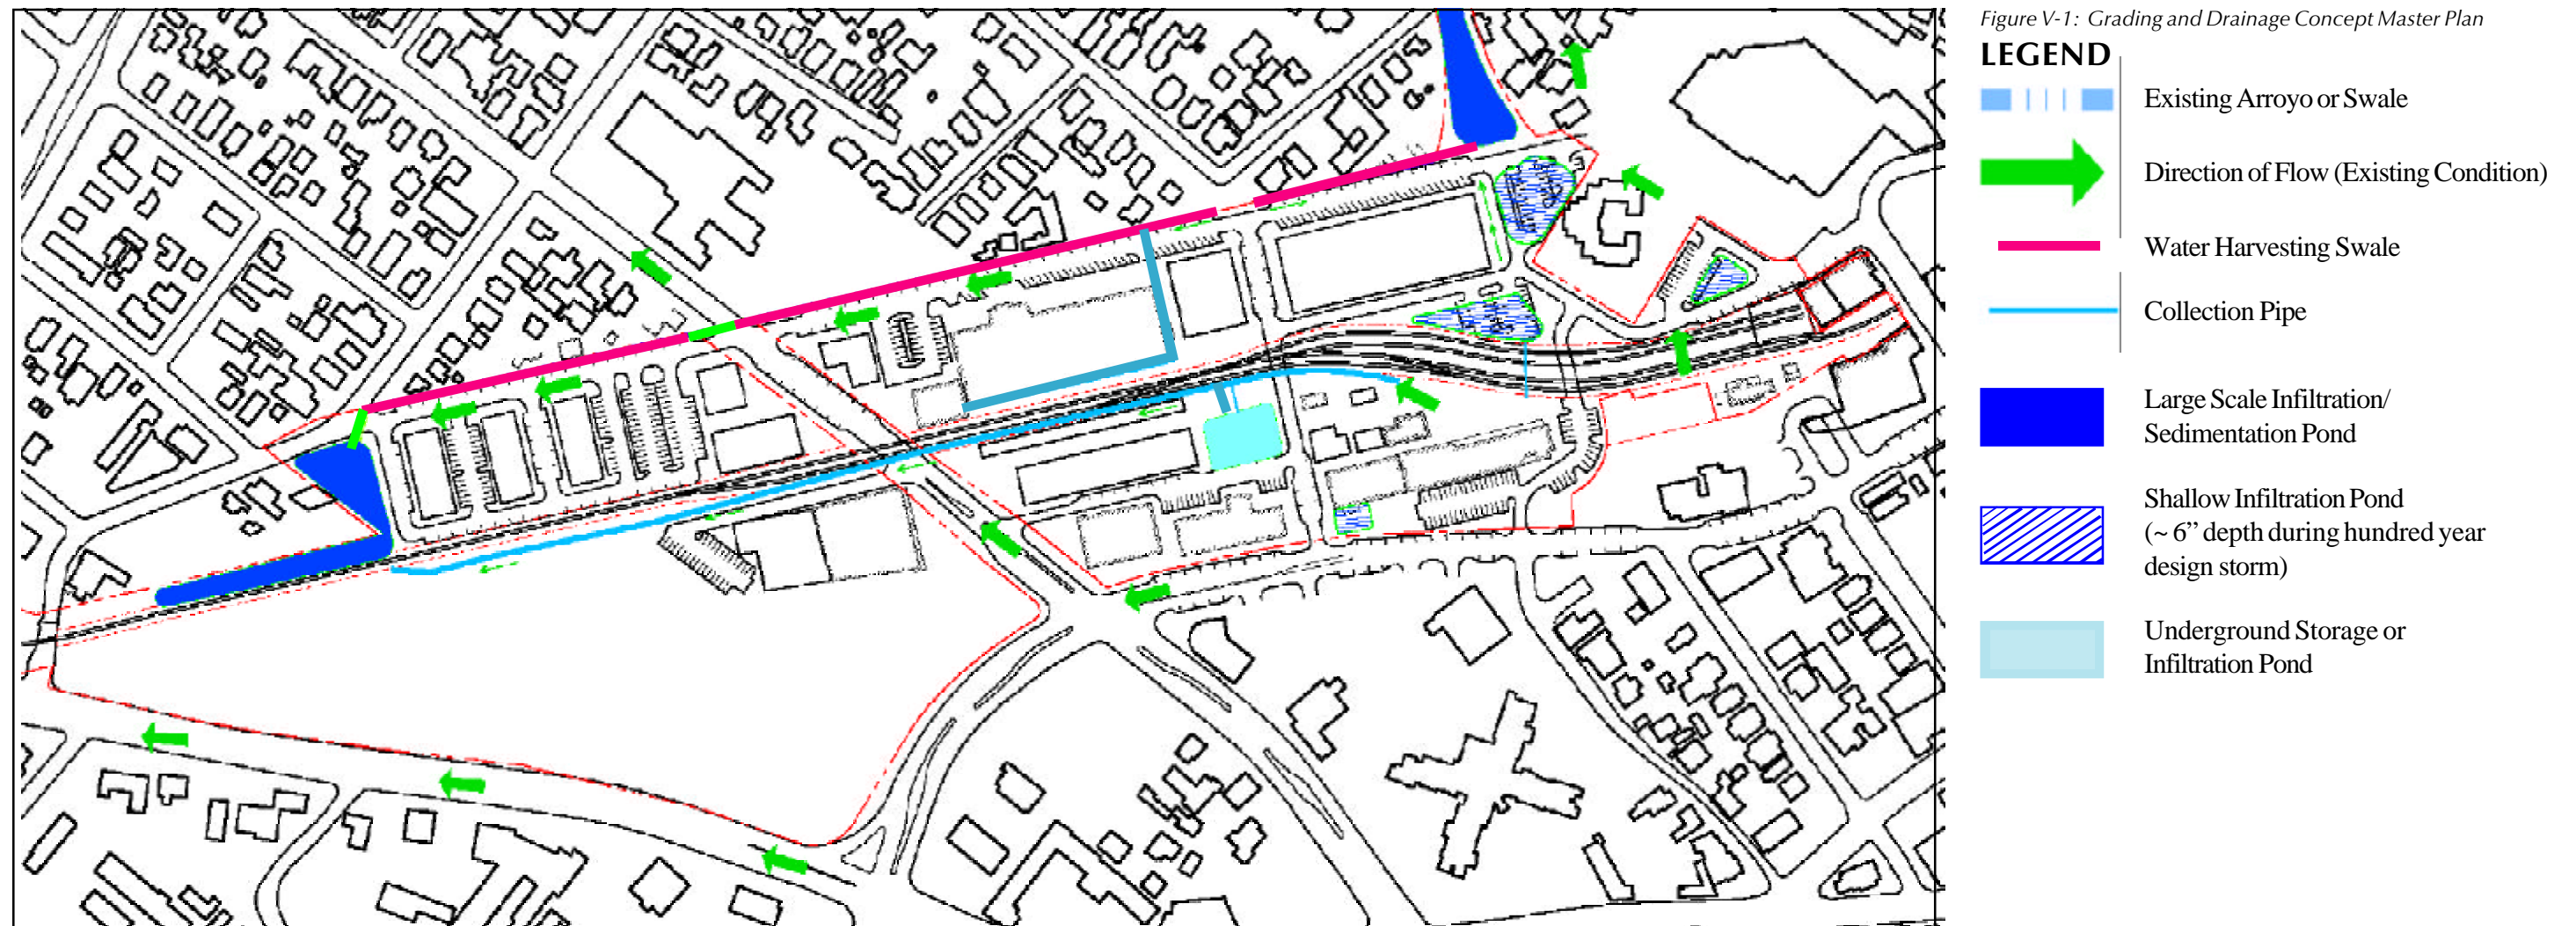 Figure V-1: Grading and Drainage Concept Master Plan
LEGEND
Existing Arroyo or Swale
Direction of Flow (Existing Condition)
Water Harvesting Swale
Collection Pipe
Large Scale Infiltration/
Sedimentation Pond
Shallow Infiltration Pond
(~ 6” depth during hundred year
design storm)
Underground Storage or
Infiltration Pond